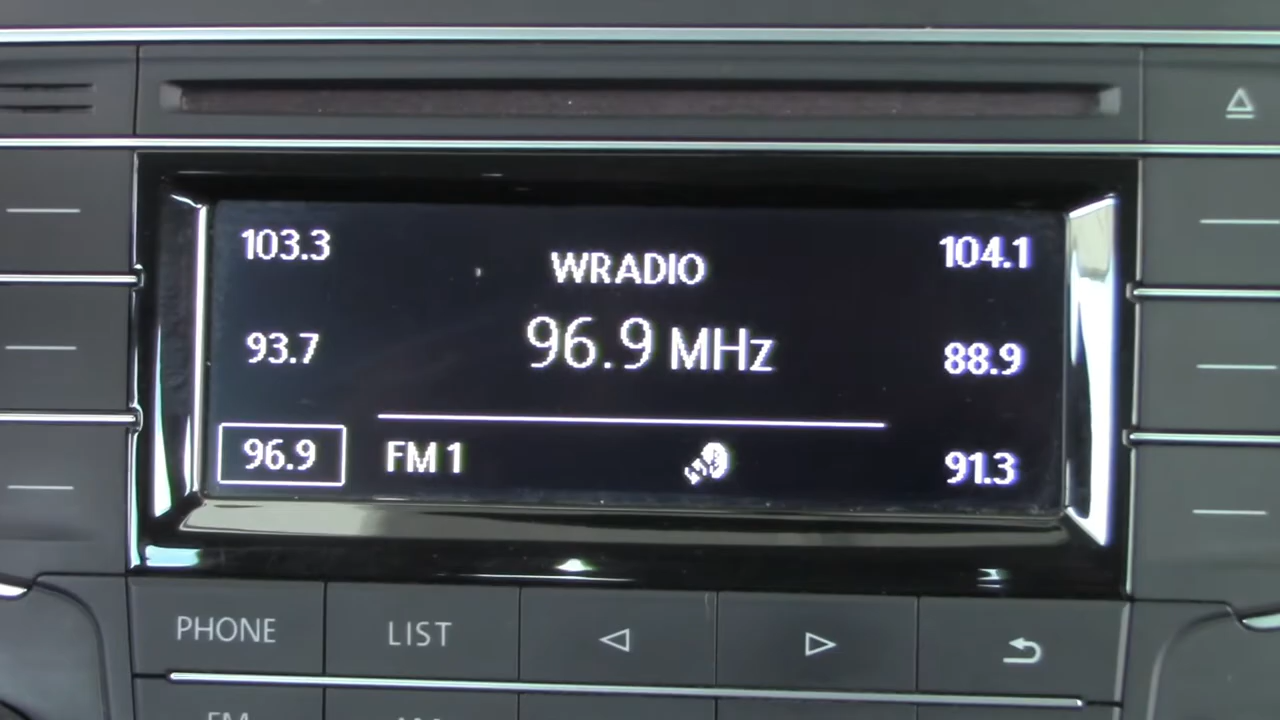 103.3
WRADIO
104.1
93.7
96.9 MHz
88.9
96.9
FM 1
91.3
PHONE
LIST